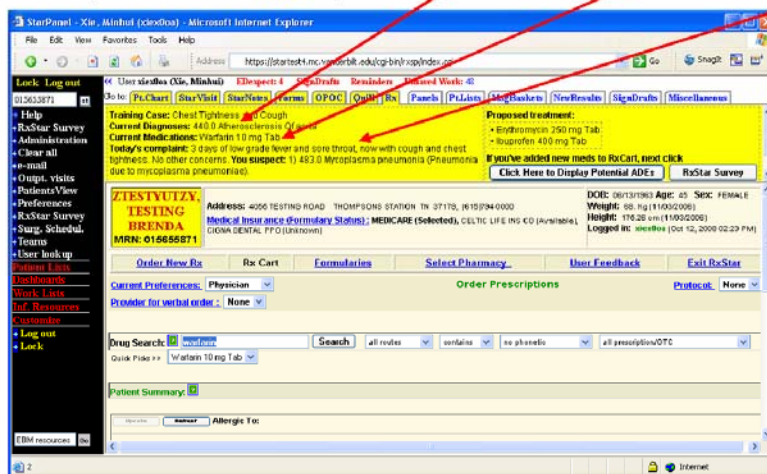 StarPanel - Xie, Minhui (xiex0oa) - Microsoft Internet Explorer
File Edit View Favorites Tools Help
Address https://startest4.mc.vanderbilt.edu/cgi-bin/rxsp/index.cgi Go SnagIt
Lock Log out
015633871
Help
RxStar Survey
Administration
Clear all
e-mail
Outpt. visits
PatientsView
Preferences
RxStar Survey
Surg. Schedul.
Teams
User lookup
Patient Lists
Dashboards
Work Lists
Inf. Resources
Customize
Log out
Lock
EBM resources Go
<< User xiex0oa (Xie, Minhui) EDexpect: 4 SignDrafts Reminders Work: 42
Go to: Pt.Chart StarVisit StarNotes Forms OPOC QuilN Rx Panels Pt.Lists MsgBaskets NewResults SignDrafts Miscellaneous
Training Case: Chest Tightness and Cough
Current Diagnoses: 440.0 Atherosclerosis Of
Current Medications: Warfarin 10 mg Tab
Today's complaint: 3 days of low grade fever and sore throat, now with cough and chest
tightness. No other concerns. You suspect: 1) 483.0 Mycoplasma pneumonia (Pneumonia
due to mycoplasma pneumoniae).
Proposed treatment:
• Erythromycin 250 mg Tab
• Ibuprofen 400 mg Tab
If you've added new meds to RxCart, next
click
Click Here to Display Potential ADEs RxStar Survey
ZTESTYUTZY,
TESTING
BRENDA
MRN: 015655871
Address: 4056 TESTING ROAD THOMPSONS STATION TN 37179, (615)794-0000
Medical Insurance (Formulary Status) : MEDICARE (Selected), CELTIC LIFE INS CO (Available),
CIGNA DENTAL PPO (Unknown)
DOB: 06/13/1963 Age: 45 Sex: FEMALE
Weight: 68. kg (11/03/2006)
Height: 176.28 cm (11/03/2006)
Logged in: xiex0oa (Oct 12, 2008 02:23 PM)
Order New Rx Rx Cart Formularies Select Pharmacy User Feedback Exit RxStar
Current Preferences: Physician Order Prescriptions Protocol: None
Provider for verbal order : None
Drug Search: warfarin Search all routes contains no phonetic all prescription/OTC
Quick Picks >> Warfarin 10 mg Tab
Patient Summary:
Allergic To:
2 Internet